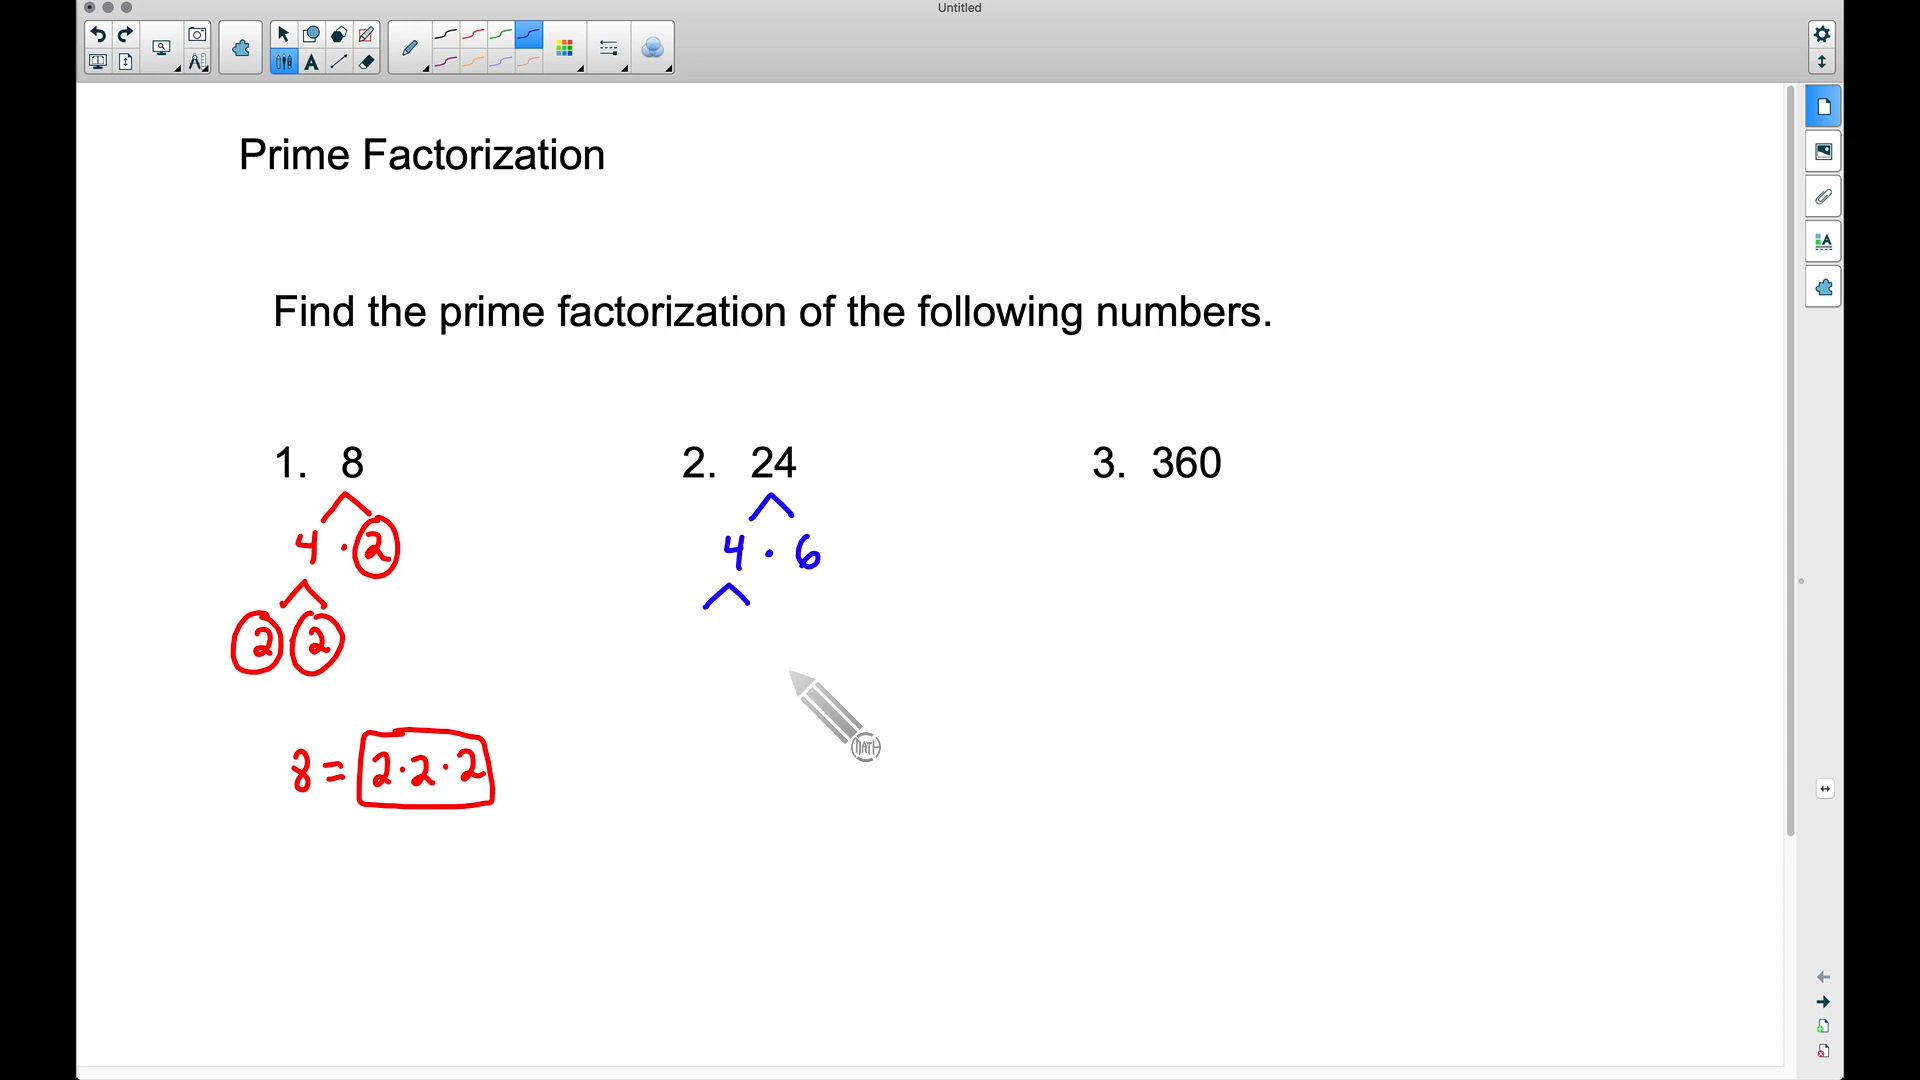 Untitled
Prime Factorization
Find the prime factorization of the following numbers.
1. 8
4 · 2
2 2
8 = 2 · 2 · 2
2. 24
4 · 6
3. 360
MATH